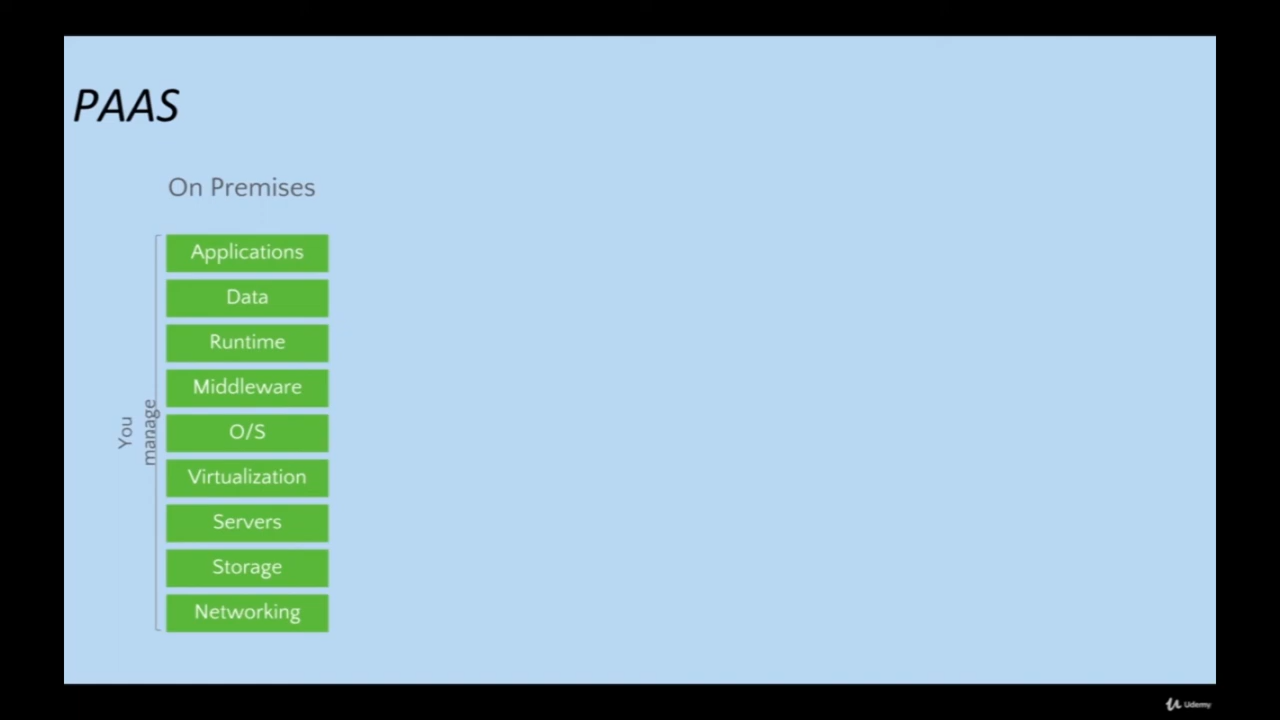 PAAS
On Premises
Applications
Data
Runtime
Middleware
O/S
Virtualization
Servers
Storage
Networking
You
manage
Udemy